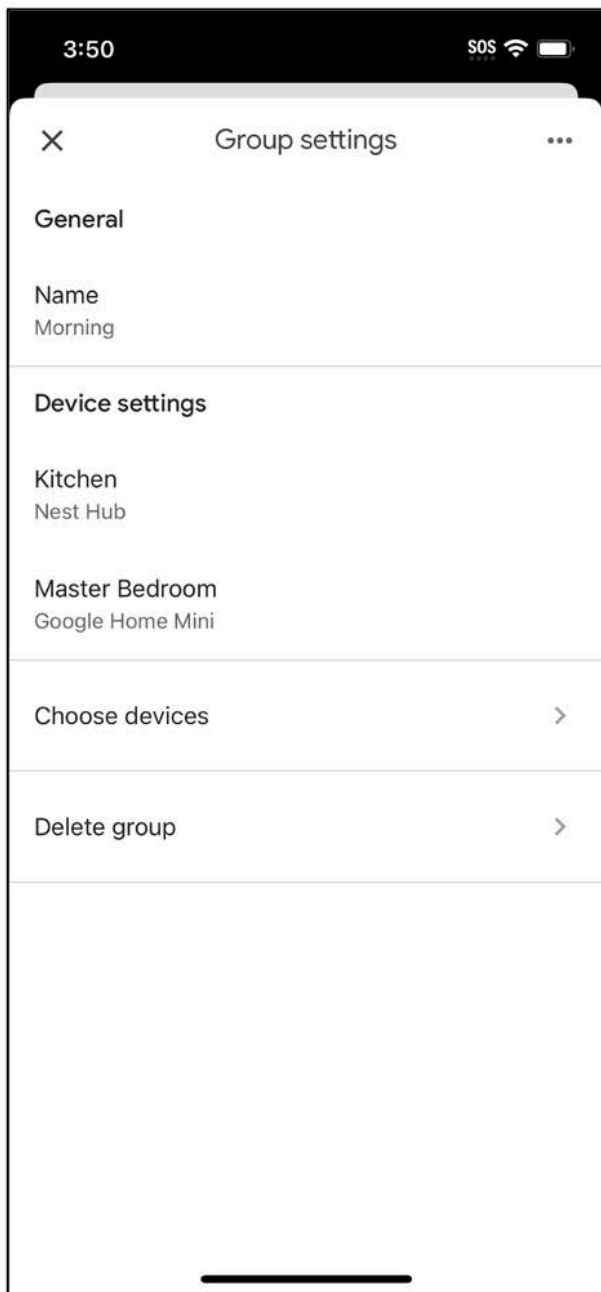 3:50
SOS
Group settings
General
Name
Morning
Device settings
Kitchen
Nest Hub
Master Bedroom
Google Home Mini
Choose devices
Delete group